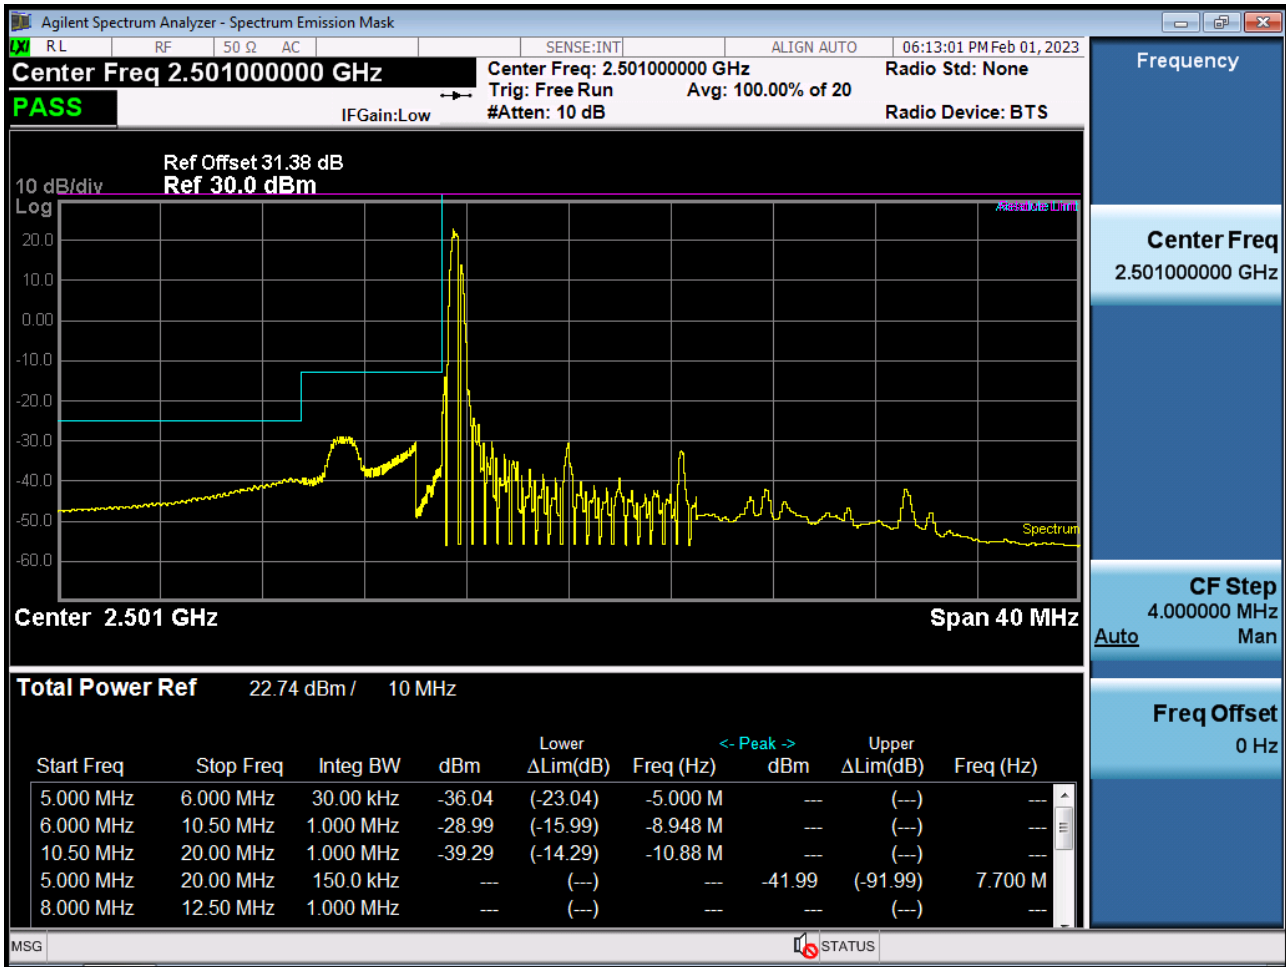 Agilent Spectrum Analyzer - Spectrum Emission Mask
LXI RL RF 50 Ω AC SENSE:INT ALIGN AUTO 06:13:01 PM Feb 01, 2023
Center Freq 2.501000000 GHz
Center Freq: 2.501000000 GHz Radio Std: None
Trig: Free Run Avg: 100.00% of 20
PASS
IFGain:Low #Atten: 10 dB Radio Device: BTS
Ref Offset 31.38 dB
10 dB/div Ref 30.0 dBm
Log
Absolute Limit
20.0
10.0
0.00
-10.0
-20.0
-30.0
-40.0
-50.0
Spectrum
-60.0
Center 2.501 GHz Span 40 MHz
Total Power Ref 22.74 dBm / 10 MHz
Lower <- Peak -> Upper
Start Freq Stop Freq Integ BW dBm ΔLim(dB) Freq (Hz) dBm ΔLim(dB) Freq (Hz)
5.000 MHz 6.000 MHz 30.00 kHz -36.04 (-23.04) -5.000 M --- (---) ---
6.000 MHz 10.50 MHz 1.000 MHz -28.99 (-15.99) -8.948 M --- (---) ---
10.50 MHz 20.00 MHz 1.000 MHz -39.29 (-14.29) -10.88 M --- (---) ---
5.000 MHz 20.00 MHz 150.0 kHz --- (---) --- -41.99 (-91.99) 7.700 M
8.000 MHz 12.50 MHz 1.000 MHz --- (---) --- --- (---) ---
MSG STATUS
Frequency
Center Freq
2.501000000 GHz
CF Step
4.000000 MHz
Auto Man
Freq Offset
0 Hz